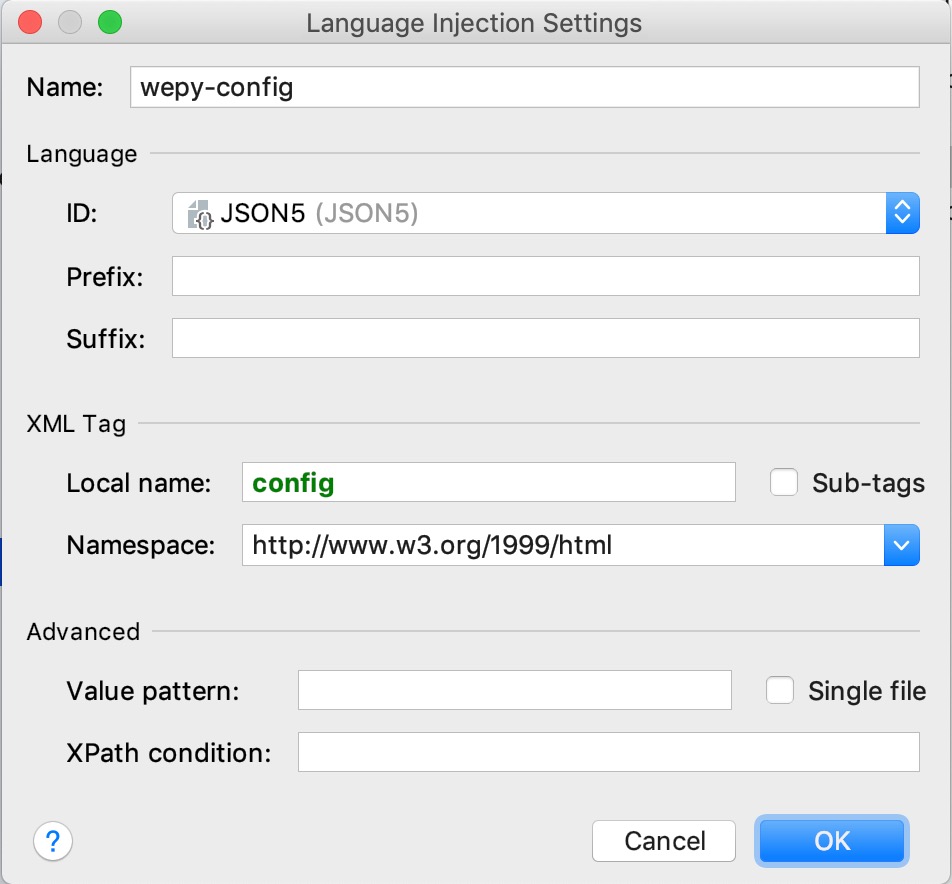 Language Injection Settings
Name: wepy-config
Language
ID: JSON5 (JSON5)
Prefix:
Suffix:
XML Tag
Local name: config Sub-tags
Namespace: http://www.w3.org/1999/html
Advanced
Value pattern: Single file
XPath condition:
? Cancel OK